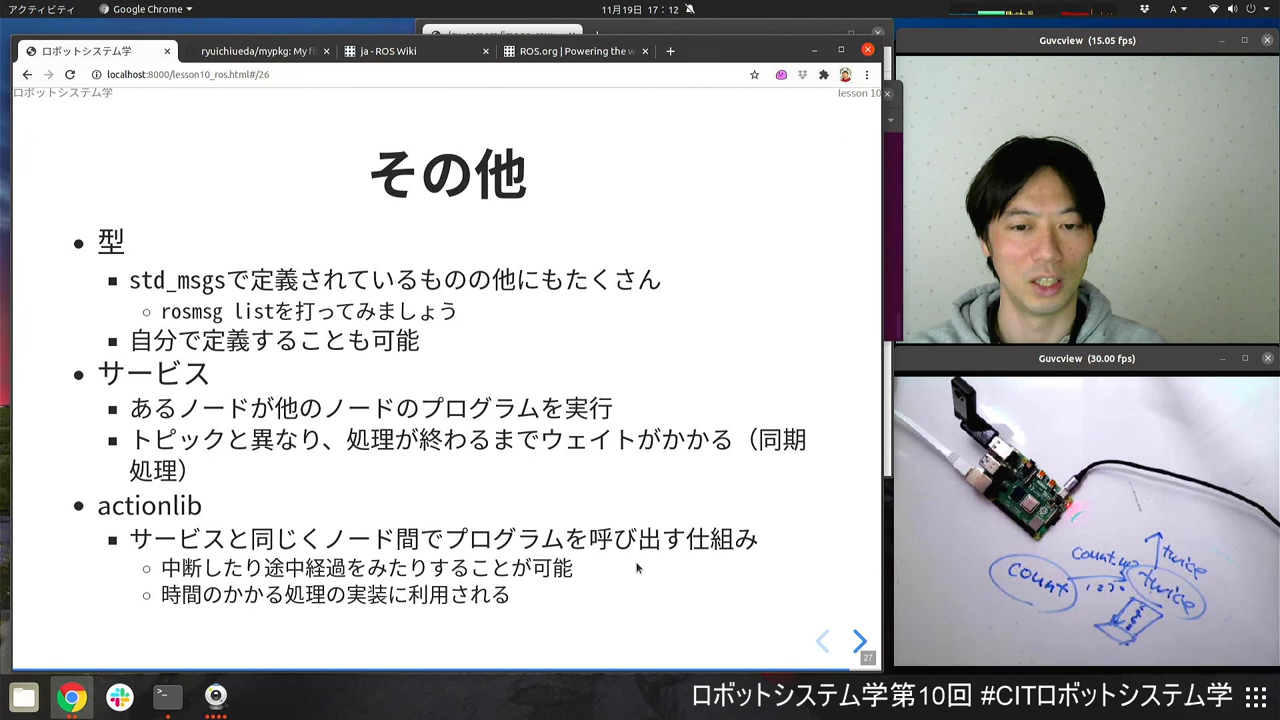 アクティビティ
Google Chrome
11月19日 17:12
A
ロボットシステム学
ryuichiueda/mypkg: My fi
ja - ROS Wiki
ROS.org | Powering the w
localhost:8000/lesson10_ros.html#/26
ロボットシステム学
lesson 10
その他
型
std_msgsで定義されているものの他にもたくさん
rosmsg listを打ってみましょう
自分で定義することも可能
サービス
あるノードが他のノードのプログラムを実行
トピックと異なり、処理が終わるまでウェイトがかかる（同期
処理）
actionlib
サービスと同じくノード間でプログラムを呼び出す仕組み
中断したり途中経過をみたりすることが可能
時間のかかる処理の実装に利用される
27
Guvcview (15.05 fps)
Guvcview (30.00 fps)
count
twice
twice
ロボットシステム学第10回 #CITロボットシステム学